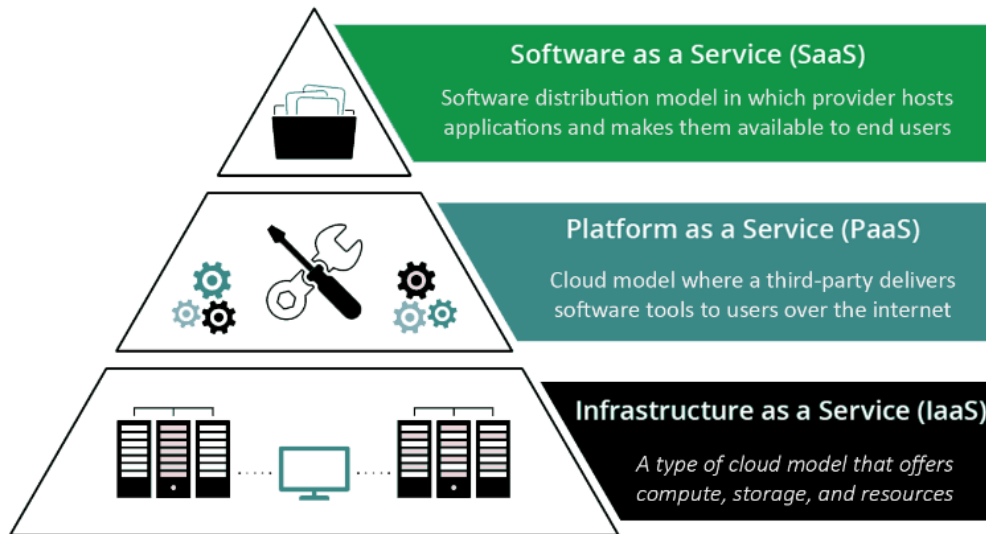 Software as a Service (SaaS)
Software distribution model in which provider hosts
applications and makes them available to end users
Platform as a Service (PaaS)
Cloud model where a third-party delivers
software tools to users over the internet
Infrastructure as a Service (IaaS)
A type of cloud model that offers
compute, storage, and resources